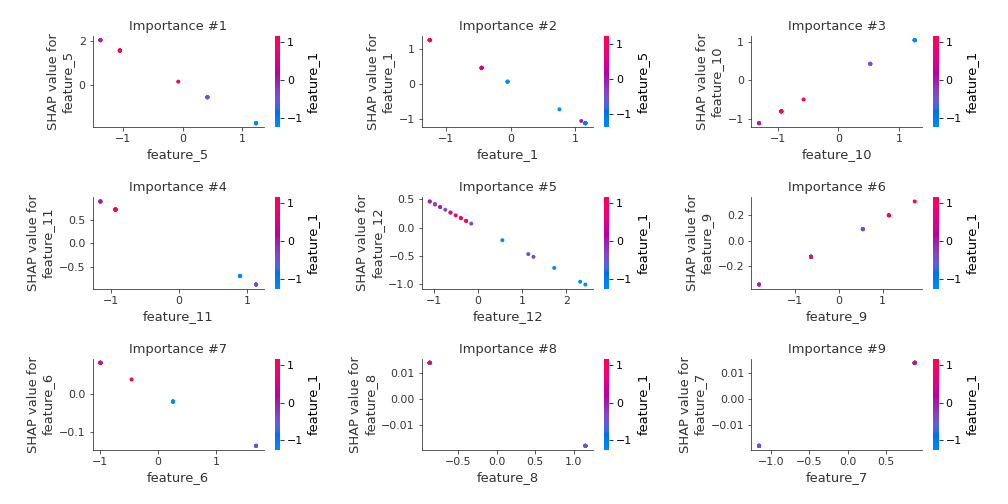 Importance #1
SHAP value for
feature_5
2
0
−1
0
1
feature_5
1
0
−1
feature_1
Importance #2
SHAP value for
feature_1
1
0
−1
−1
0
1
feature_1
1
0
−1
feature_5
Importance #3
SHAP value for
feature_10
1
0
−1
−1
0
1
feature_10
1
0
−1
feature_1
Importance #4
SHAP value for
feature_11
0.5
0.0
−0.5
−1
0
1
feature_11
1
0
−1
feature_1
Importance #5
SHAP value for
feature_12
0.5
0.0
−0.5
−1.0
−1
0
1
2
feature_12
1
0
−1
feature_1
Importance #6
SHAP value for
feature_9
0.2
0.0
−0.2
−1
0
1
feature_9
1
0
−1
feature_1
Importance #7
SHAP value for
feature_6
0.0
−0.1
−1
0
1
feature_6
1
0
−1
feature_1
Importance #8
SHAP value for
feature_8
0.01
0.00
−0.01
−0.5
0.0
0.5
1.0
feature_8
1
0
−1
feature_1
Importance #9
SHAP value for
feature_7
0.01
0.00
−0.01
−1.0
−0.5
0.0
0.5
feature_7
1
0
−1
feature_1